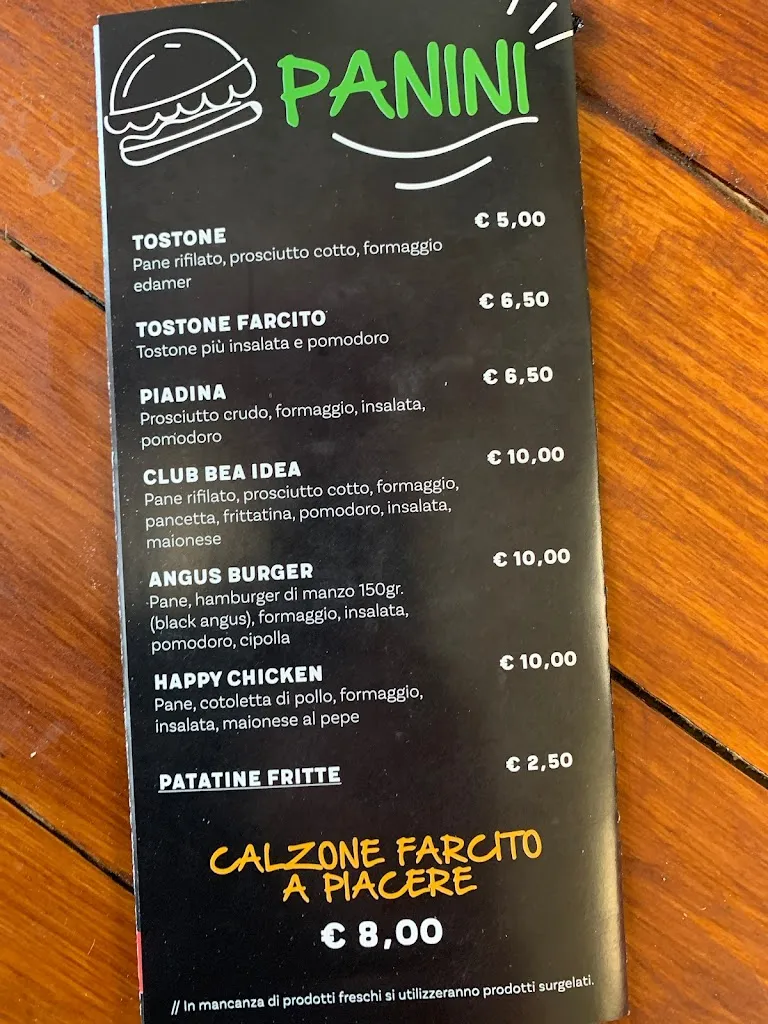 PANINI
TOSTONE € 5,00
Pane rifilato, prosciutto cotto, formaggio
edamer
TOSTONE FARCITO € 6,50
Tostone più insalata e pomodoro
PIADINA € 6,50
Prosciutto crudo, formaggio, insalata,
pomodoro
CLUB BEA IDEA € 10,00
Pane rifilato, prosciutto cotto, formaggio,
pancetta, frittatina, pomodoro, insalata,
maionese
ANGUS BURGER € 10,00
Pane, hamburger di manzo 150gr.
(black angus), formaggio, insalata,
pomodoro, cipolla
HAPPY CHICKEN € 10,00
Pane, cotoletta di pollo, formaggio,
insalata, maionese al pepe
PATATINE FRITTE € 2,50
CALZONE FARCITO
A PIACERE
€ 8,00
// In mancanza di prodotti freschi si utilizzeranno prodotti surgelati.